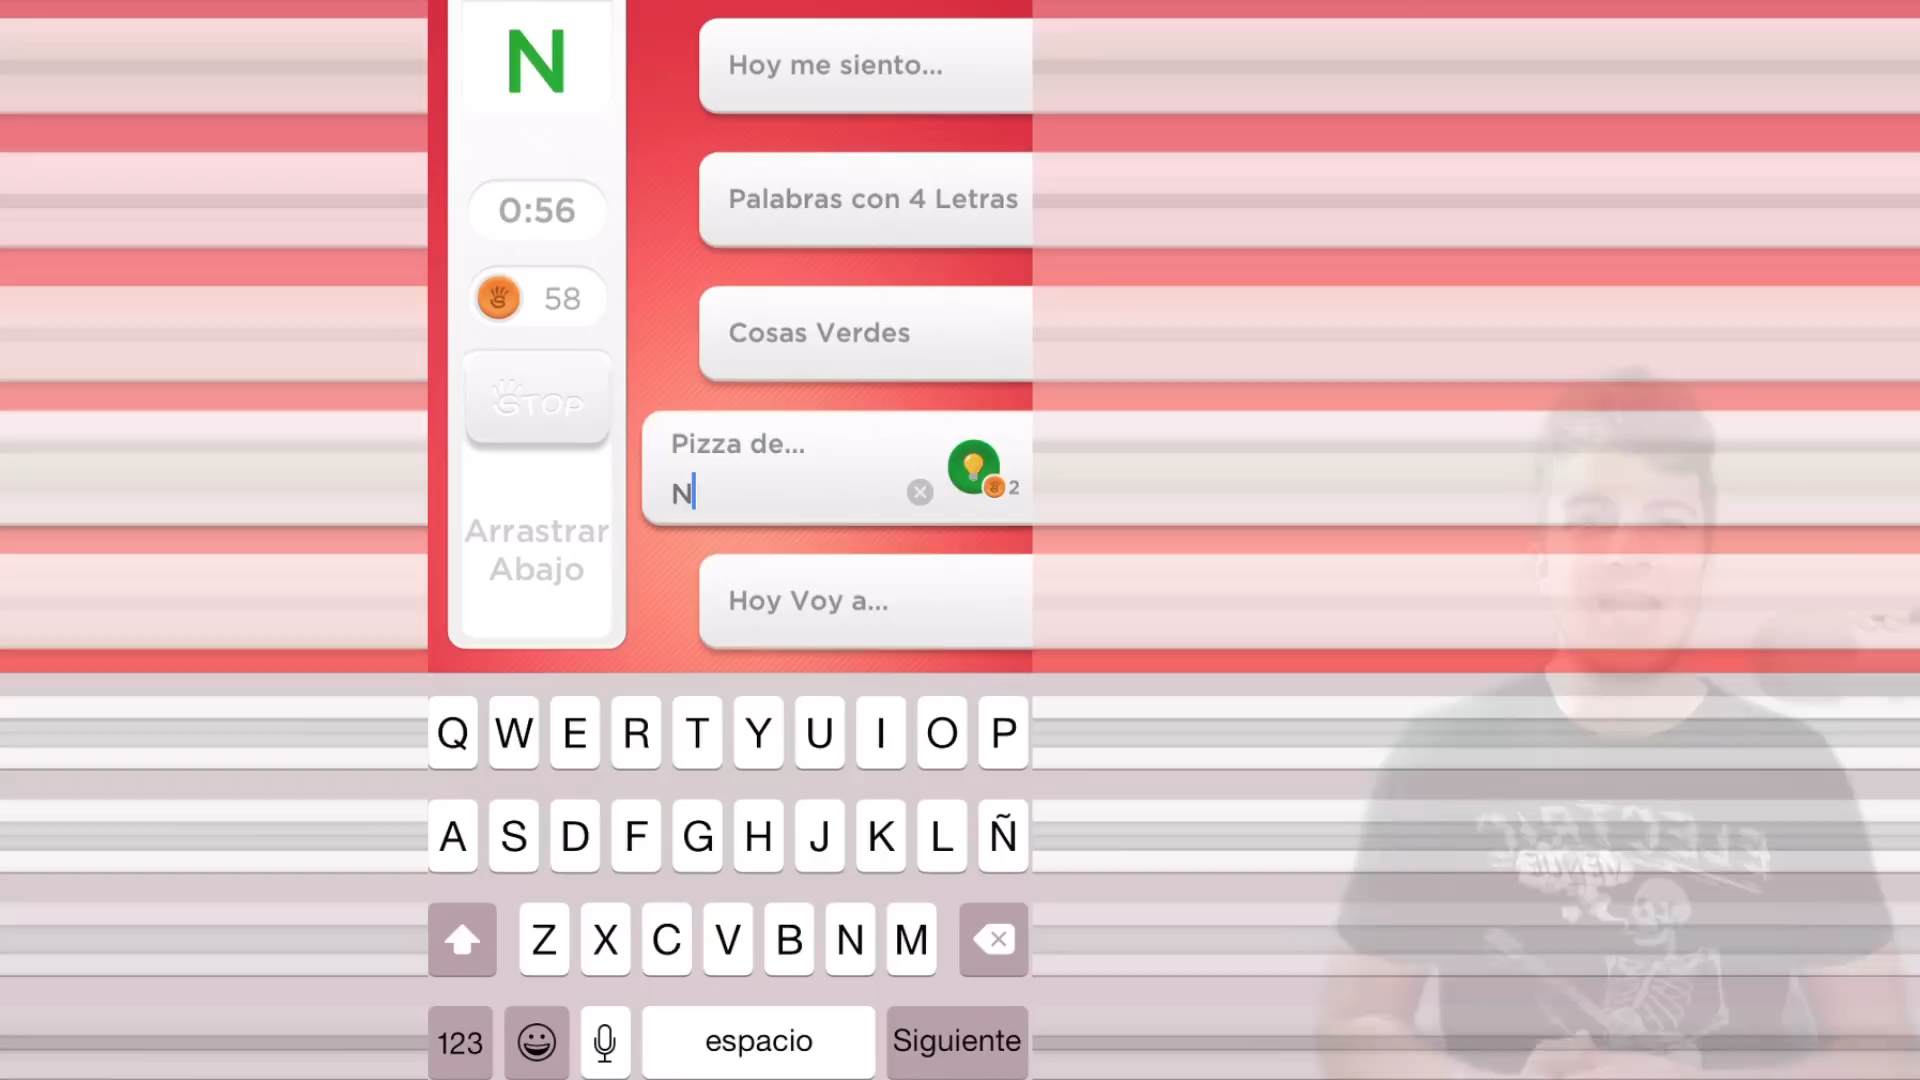 N
Hoy me siento...
Palabras con 4 Letras
0:56
58
Cosas Verdes
STOP
Pizza de...
N
2
Arrastrar
Abajo
Hoy Voy a...
Q W E R T Y U I O P
A S D F G H J K L Ñ
Z X C V B N M
123 espacio Siguiente